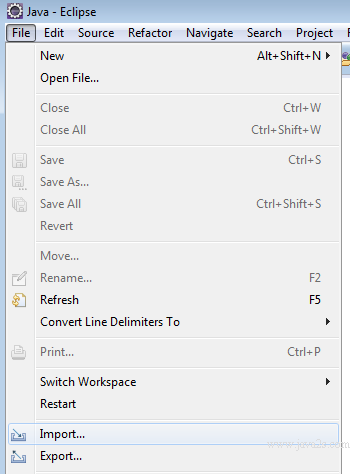 Java - Eclipse
File Edit Source Refactor Navigate Search Project
New Alt+Shift+N
Open File...
Close Ctrl+W
Close All Ctrl+Shift+W
Save Ctrl+S
Save As...
Save All Ctrl+Shift+S
Revert
Move...
Rename... F2
Refresh F5
Convert Line Delimiters To
Print... Ctrl+P
Switch Workspace
Restart
Import...
www.java2s.com
Export...